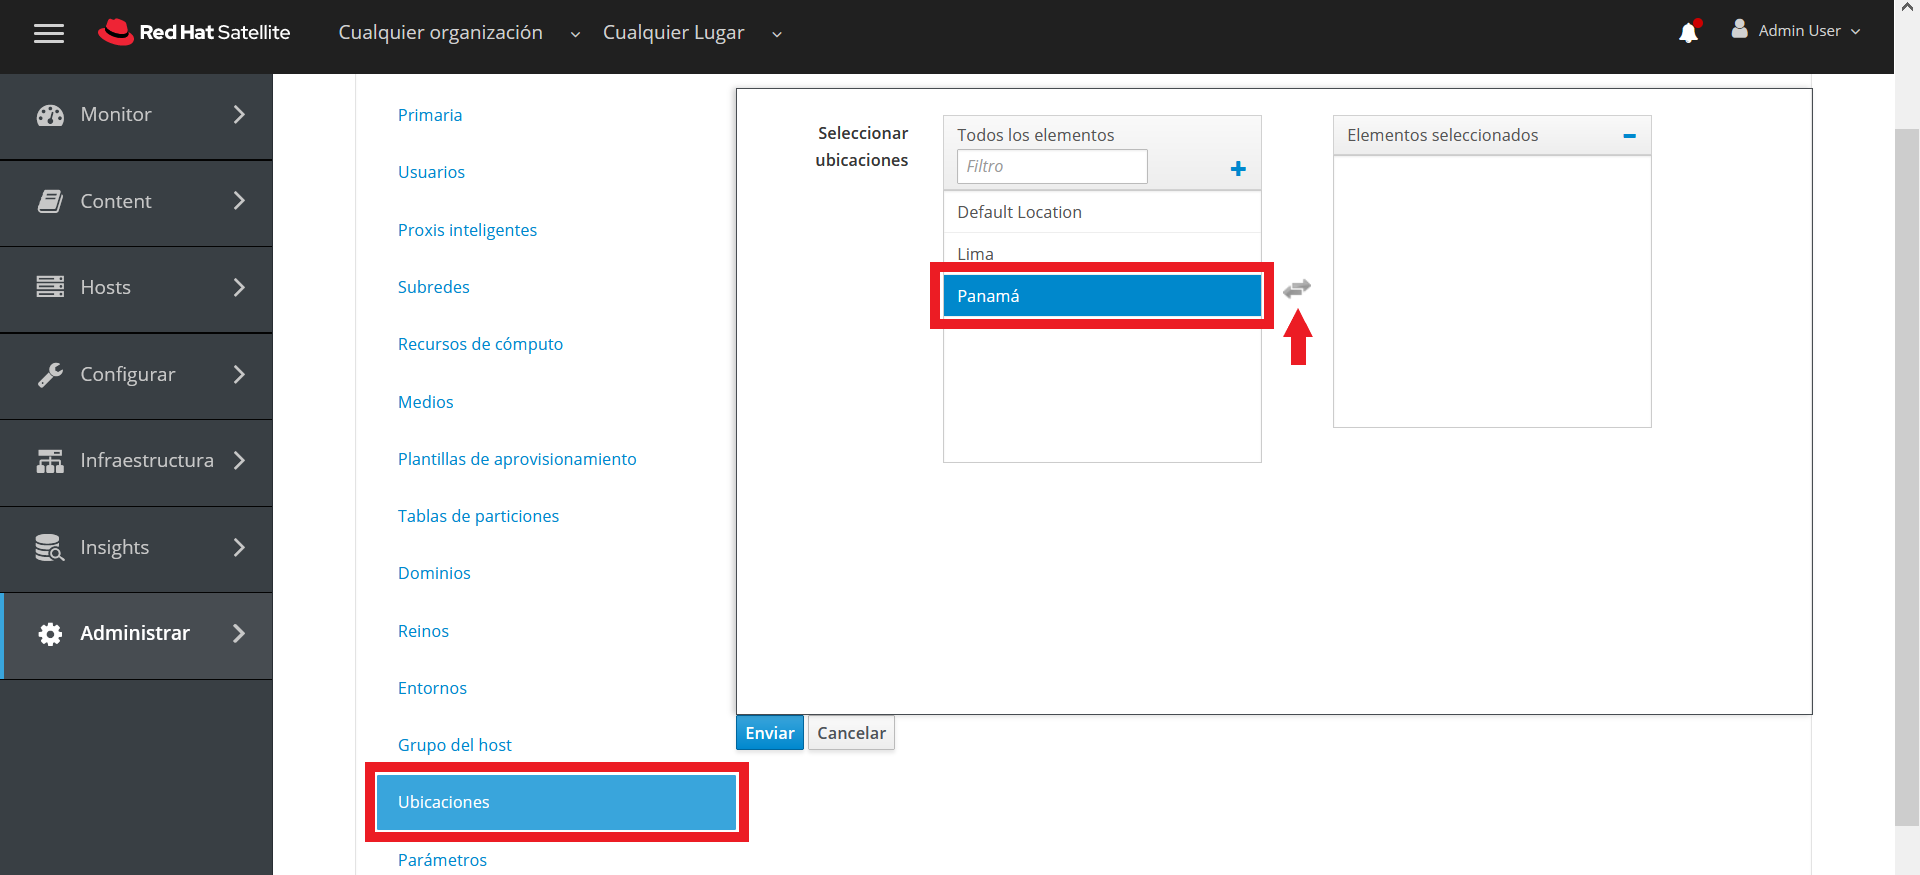 Red Hat Satellite
Cualquier organización
Cualquier Lugar
Admin User
Monitor
Content
Hosts
Configurar
Infraestructura
Insights
Administrar
Primaria
Usuarios
Proxis inteligentes
Subredes
Recursos de cómputo
Medios
Plantillas de aprovisionamiento
Tablas de particiones
Dominios
Reinos
Entornos
Grupo del host
Ubicaciones
Parámetros
Seleccionar
ubicaciones
Todos los elementos
Filtro
Default Location
Lima
Panamá
Elementos seleccionados
Enviar
Cancelar